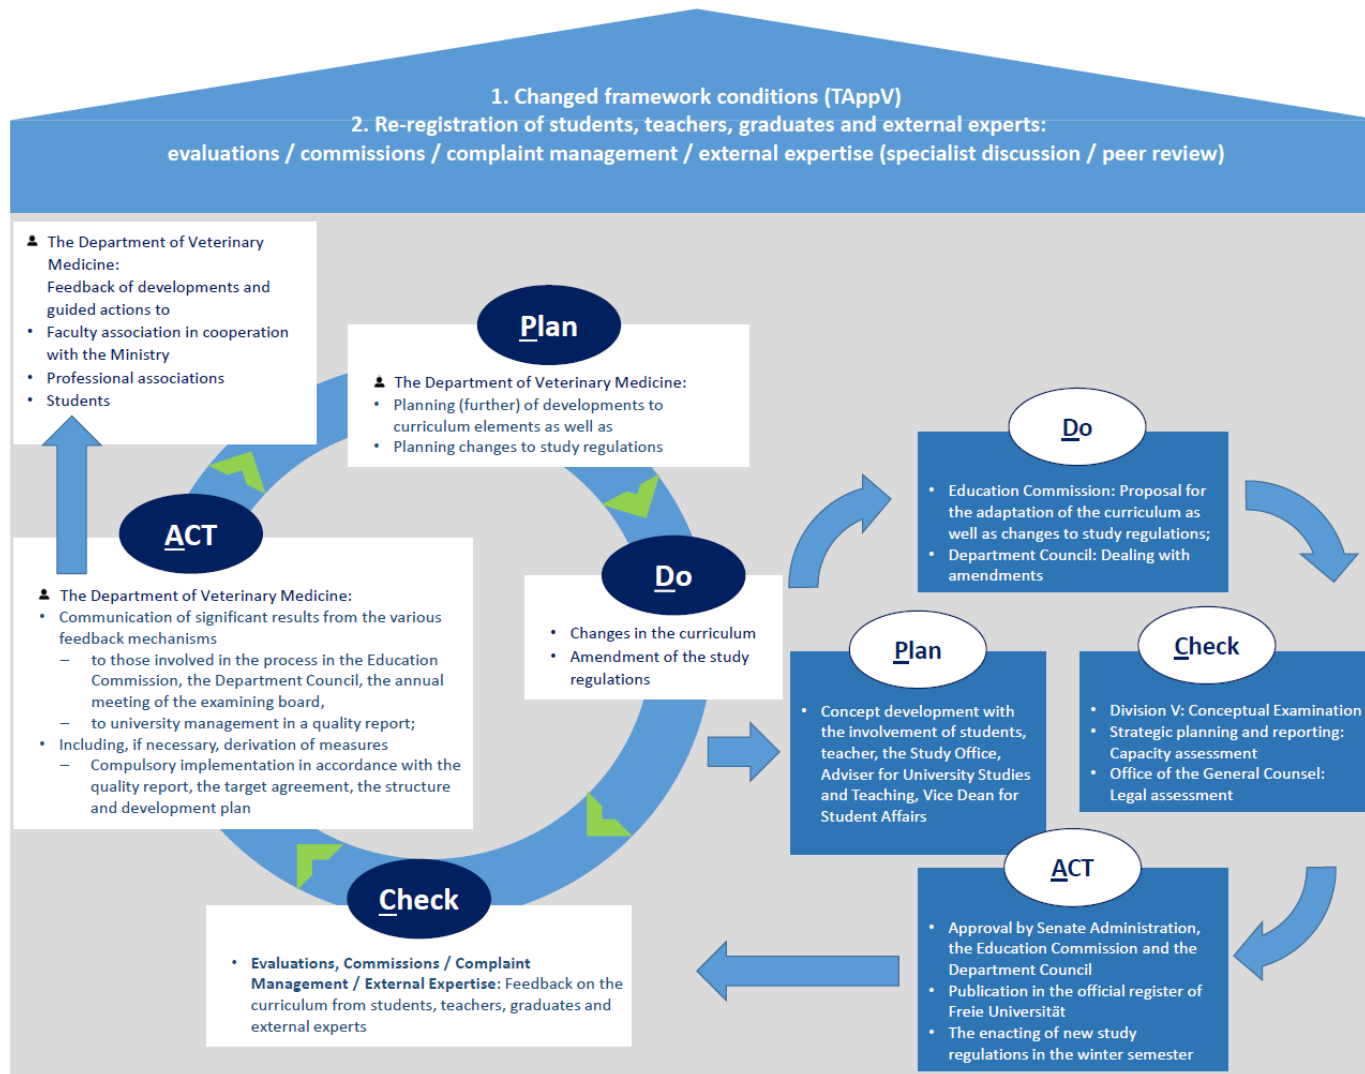 1. Changed framework conditions (TAppV)
2. Re-registration of students, teachers, graduates and external experts:
evaluations / commissions / complaint management / external expertise (specialist discussion / peer review)
The Department of Veterinary
Medicine:
Feedback of developments and
guided actions to
• Faculty association in cooperation
with the Ministry
• Professional associations
• Students
Plan
The Department of Veterinary Medicine:
• Planning (further) of developments to
curriculum elements as well as
• Planning changes to study regulations
ACT
The Department of Veterinary Medicine:
• Communication of significant results from the various
feedback mechanisms
– to those involved in the process in the Education
Commission, the Department Council, the annual
meeting of the examining board,
– to university management in a quality report;
• Including, if necessary, derivation of measures
– Compulsory implementation in accordance with the
quality report, the target agreement, the structure
and development plan
Do
• Changes in the curriculum
• Amendment of the study
regulations
Check
• Evaluations, Commissions / Complaint
Management / External Expertise: Feedback on the
curriculum from students, teachers, graduates and
external experts
Do
• Education Commission: Proposal for
the adaptation of the curriculum as
well as changes to study regulations;
• Department Council: Dealing with
amendments
Plan
• Concept development with
the involvement of students,
teacher, the Study Office,
Adviser for University Studies
and Teaching, Vice Dean for
Student Affairs
Check
• Division V: Conceptual Examination
• Strategic planning and reporting:
Capacity assessment
• Office of the General Counsel:
Legal assessment
ACT
• Approval by Senate Administration,
the Education Commission and the
Department Council
• Publication in the official register of
Freie Universität
• The enacting of new study
regulations in the winter semester